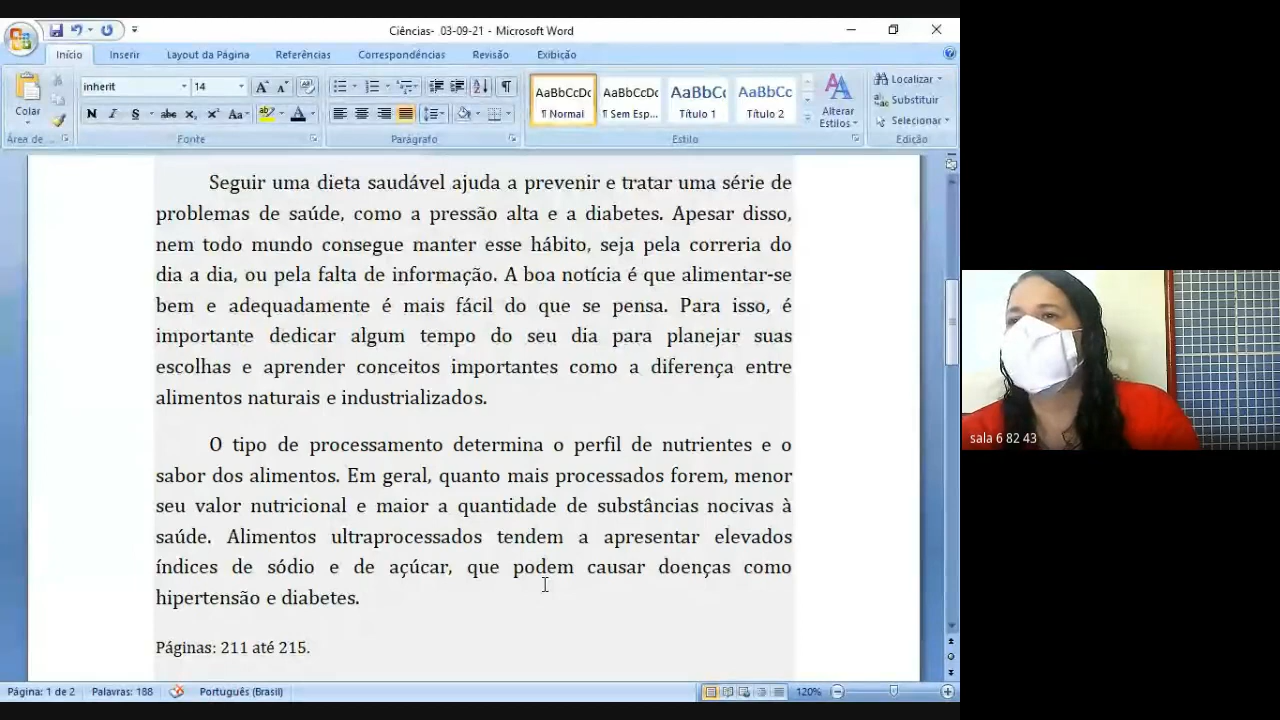 Ciências- 03-09-21 - Microsoft Word
Início Inserir Layout da Página Referências Correspondências Revisão Exibição
Colar
inherit 14
N I S abc x₂ x² Aa
AaBbCcDc AaBbCcDc AaBbCc AaBbCc
¶ Normal ¶ Sem Esp... Título 1 Título 2
Alterar Estilos
Localizar
Substituir
Selecionar
Área de... Fonte Parágrafo Estilo Edição
Seguir uma dieta saudável ajuda a prevenir e tratar uma série de
problemas de saúde, como a pressão alta e a diabetes. Apesar disso,
nem todo mundo consegue manter esse hábito, seja pela correria do
dia a dia, ou pela falta de informação. A boa notícia é que alimentar-se
bem e adequadamente é mais fácil do que se pensa. Para isso, é
importante dedicar algum tempo do seu dia para planejar suas
escolhas e aprender conceitos importantes como a diferença entre
alimentos naturais e industrializados.
O tipo de processamento determina o perfil de nutrientes e o
sabor dos alimentos. Em geral, quanto mais processados forem, menor
seu valor nutricional e maior a quantidade de substâncias nocivas à
saúde. Alimentos ultraprocessados tendem a apresentar elevados
índices de sódio e de açúcar, que podem causar doenças como
hipertensão e diabetes.
Páginas: 211 até 215.
Página: 1 de 2 Palavras: 188 Português (Brasil) 120%
sala 6 82 43